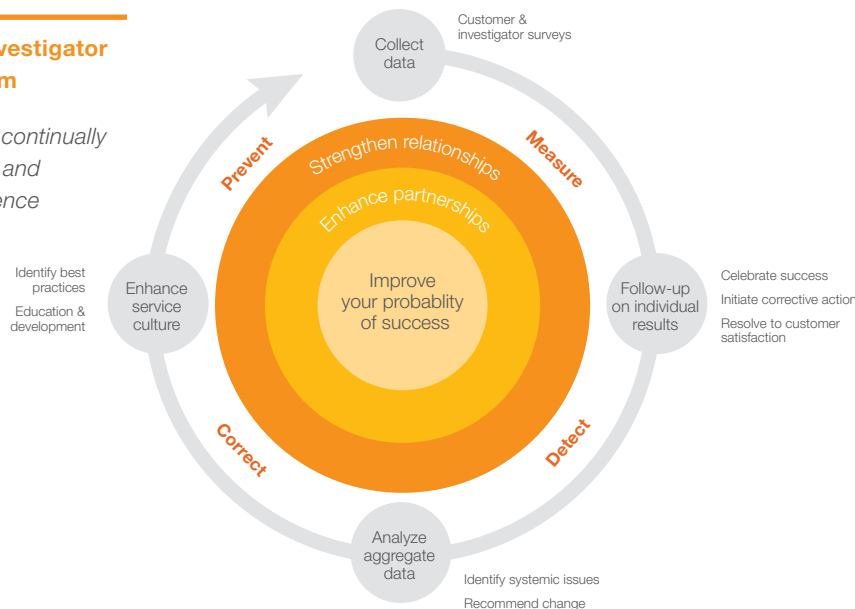 vestigator
m
continually
and
ence
Collect
data
Customer &
investigator surveys
Prevent
Measure
Strengthen relationships
Enhance partnerships
Improve
your probablity
of success
Identify best
practices
Education &
development
Enhance
service
culture
Follow-up
on individual
results
Celebrate success
Initiate corrective action
Resolve to customer
satisfaction
Correct
Detect
Analyze
aggregate
data
Identify systemic issues
Recommend change